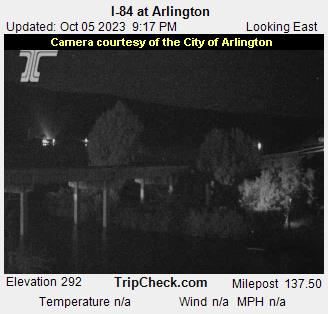 I-84 at Arlington
Updated: Oct 05 2023 9:17 PM Looking East
Camera courtesy of the City of Arlington
Elevation 292 TripCheck.com Milepost 137.50
Temperature n/a Wind n/a MPH n/a